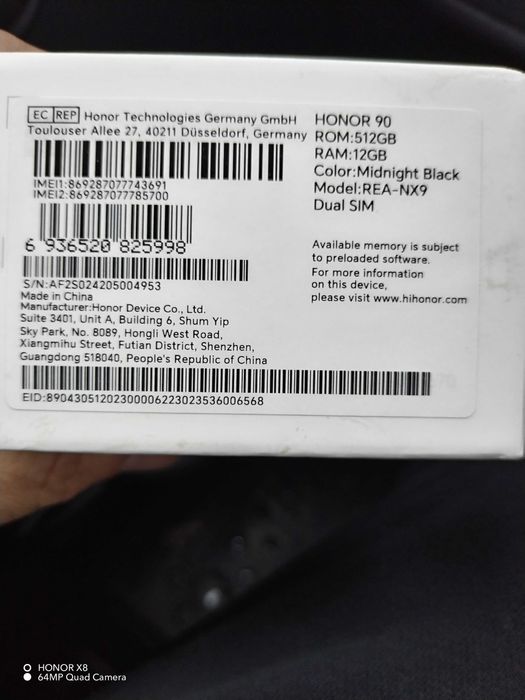 EC REP Honor Technologies Germany GmbH
Toulouser Allee 27, 40211 Düsseldorf, Germany
IMEI1:869287077743691
IMEI2:869287077785700
6 936520 825998
S/N:AF2S024205004953
Made in China
Manufacturer:Honor Device Co., Ltd.
Suite 3401, Unit A, Building 6, Shum Yip
Sky Park, No. 8089, Hongli West Road,
Xiangmihu Street, Futian District, Shenzhen,
Guangdong 518040, People's Republic of China
EID:89043051202300006223023536006568
HONOR 90
ROM:512GB
RAM:12GB
Color:Midnight Black
Model:REA-NX9
Dual SIM
Available memory is subject
to preloaded software.
For more information
on this device,
please visit www.hihonor.com
HONOR X8
64MP Quad Camera